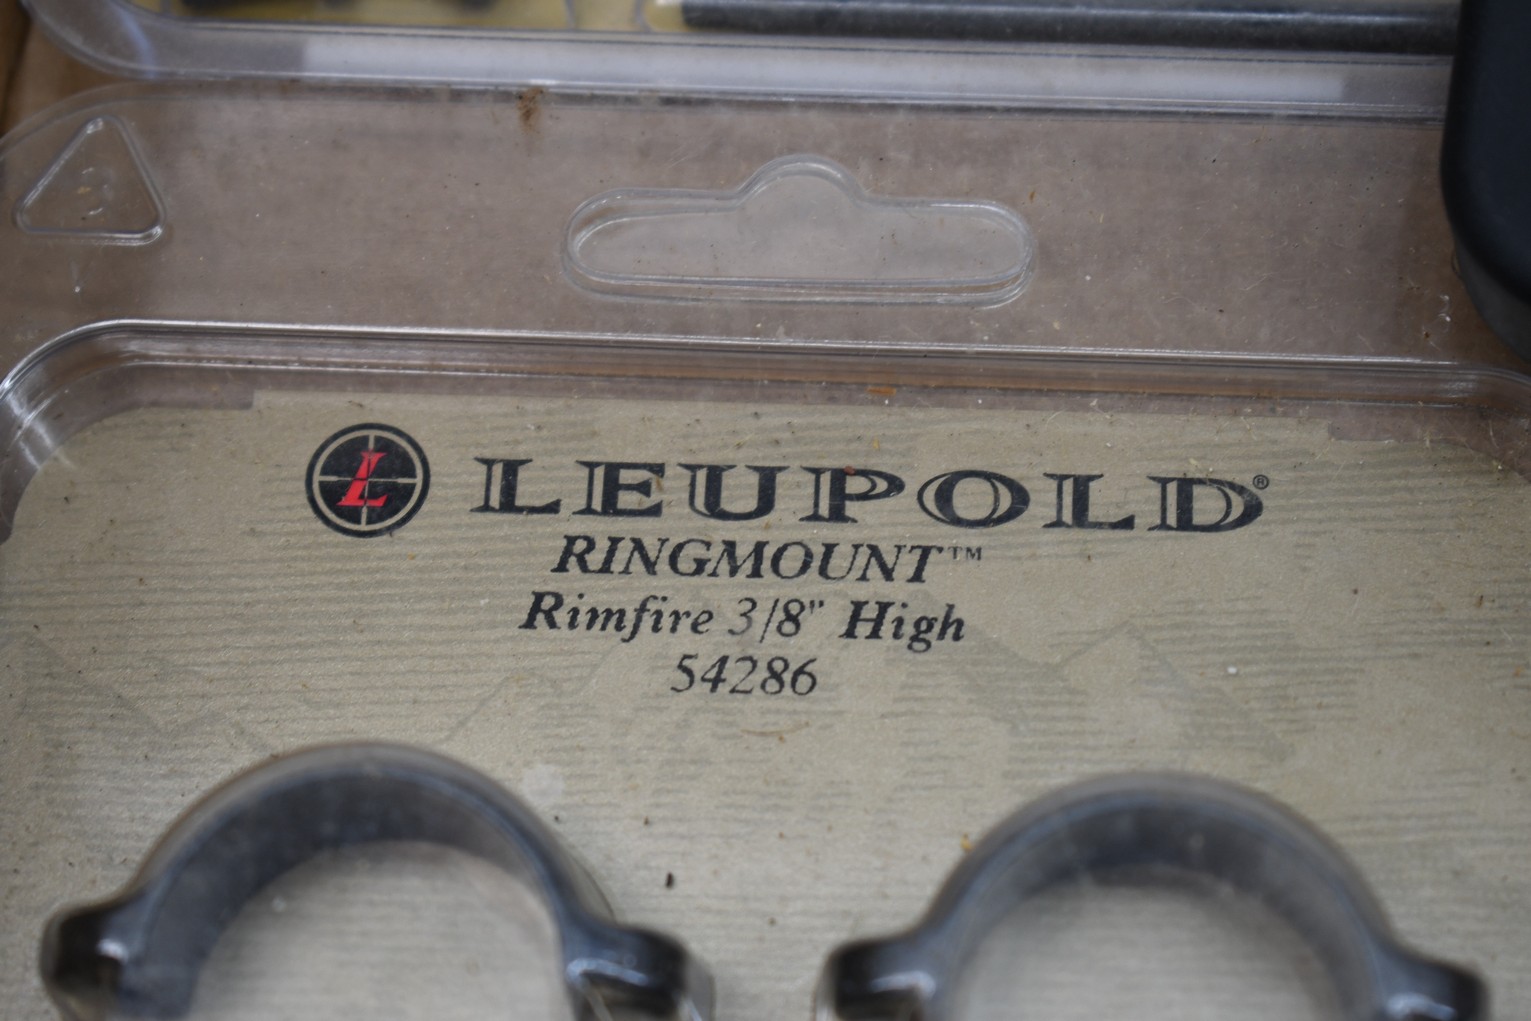 L LEUPOLD®
RINGMOUNT™
Rimfire 3/8" High
54286